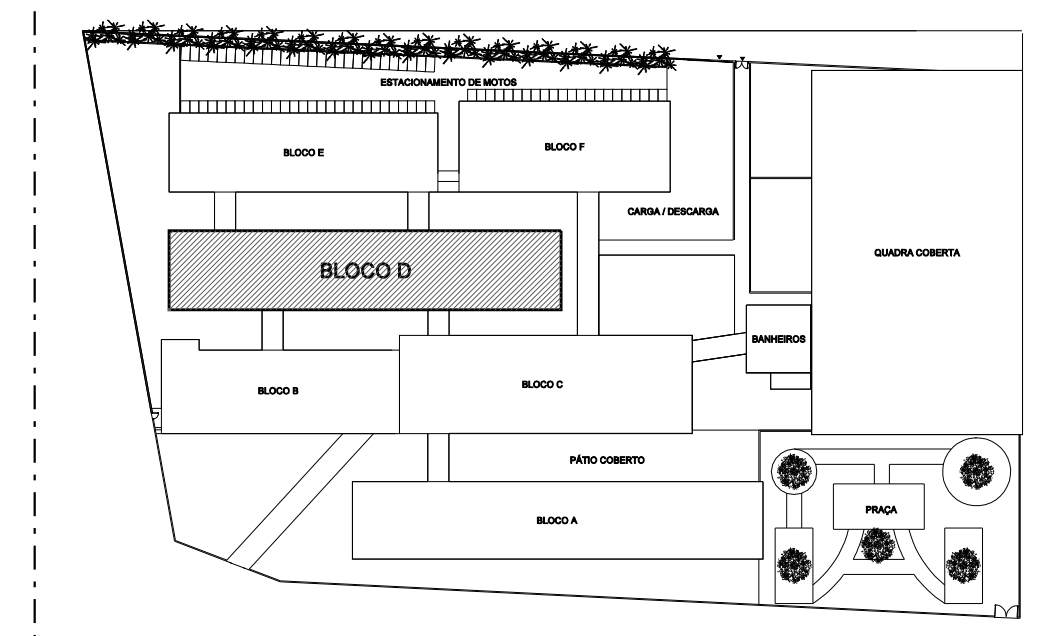 ESTACIONAMENTO DE MOTOS
BLOCO E
BLOCO F
CARGA / DESCARGA
QUADRA COBERTA
BLOCO D
BANHEIROS
BLOCO B
BLOCO C
PÁTIO COBERTO
PRAÇA
BLOCO A